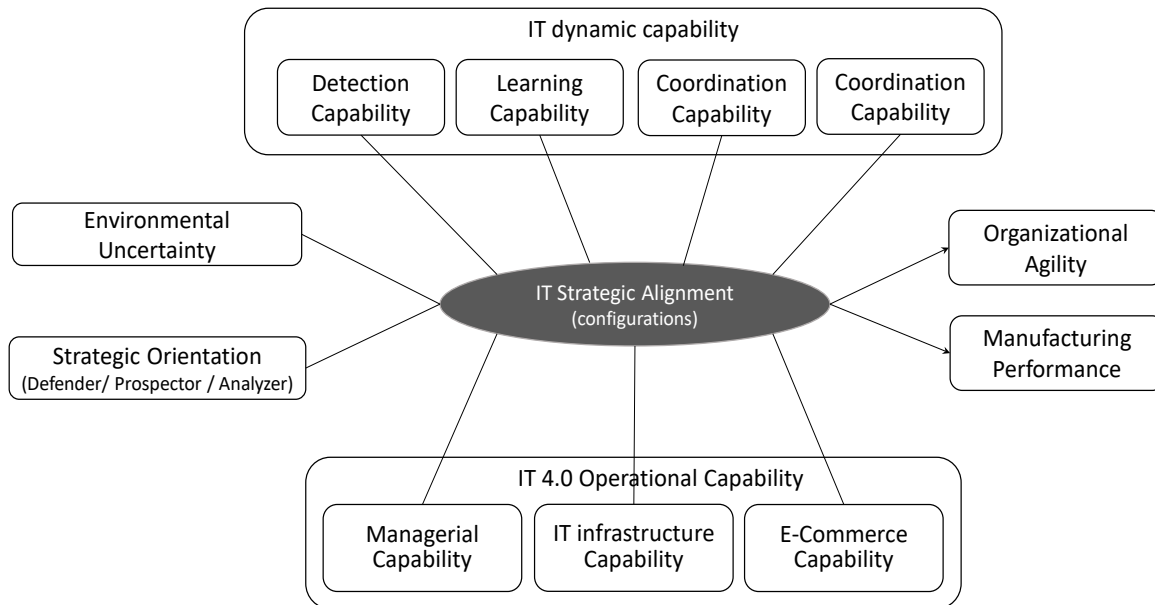 IT dynamic capability
Detection
Capability
Learning
Capability
Coordination
Capability
Coordination
Capability
Environmental
Uncertainty
Strategic Orientation
(Defender/ Prospector / Analyzer)
IT Strategic Alignment
(configurations)
Organizational
Agility
Manufacturing
Performance
IT 4.0 Operational Capability
Managerial
Capability
IT infrastructure
Capability
E-Commerce
Capability